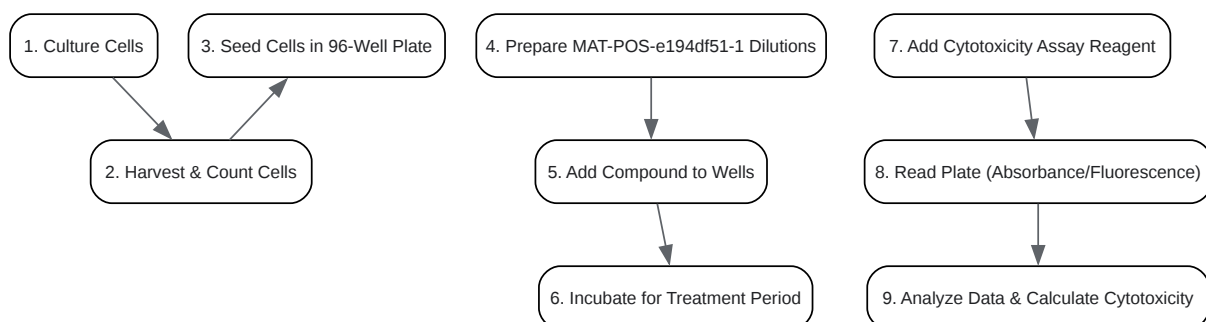 1. Culture Cells
2. Harvest & Count Cells
3. Seed Cells in 96-Well Plate
4. Prepare MAT-POS-e194df51-1 Dilutions
5. Add Compound to Wells
6. Incubate for Treatment Period
7. Add Cytotoxicity Assay Reagent
8. Read Plate (Absorbance/Fluorescence)
9. Analyze Data & Calculate Cytotoxicity